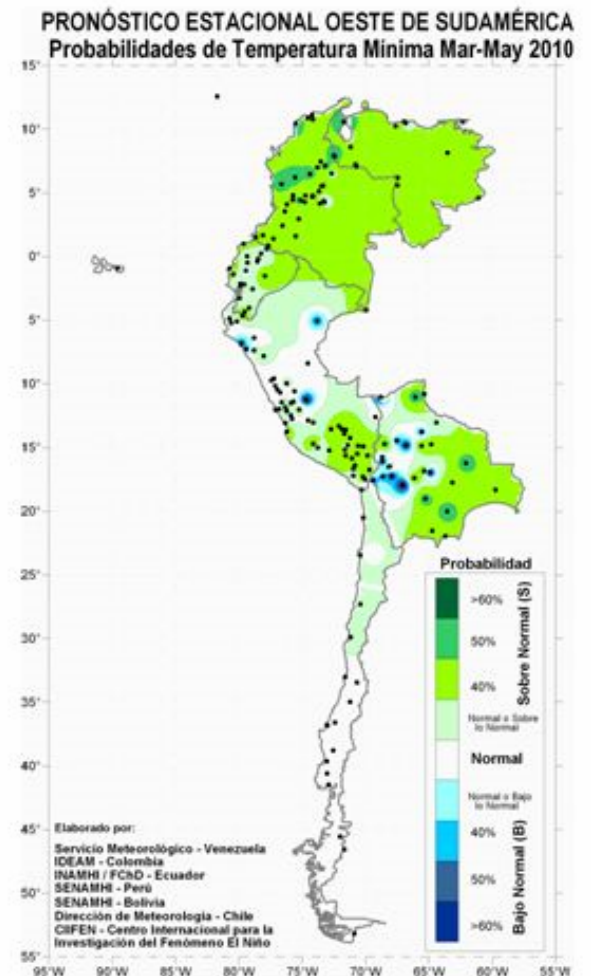 PRONÓSTICO ESTACIONAL OESTE DE SUDAMÉRICA
Probabilidades de Temperatura Minima Mar-May 2010
15°
10°
5°
0°
5°
10°
15°
20°
25°
30°
35°
40°
45°
50°
55°
Probabilidad
>60%
50%
40%
Sobre Normal (S)
Normal o Sobre
lo Normal
Normal
Normal o Bajo
lo Normal
40%
50%
>60%
Bajo Normal (B)
Elaborado por:
Servicio Meteorológico - Venezuela
IDEAM - Colombia
INAMHI / FChD - Ecuador
SENAMHI - Perú
SENAMHI - Bolivia
Dirección de Meteorología - Chile
CIIFEN - Centro Internacional para la
Investigación del Fenómeno El Niño
95°W 90°W 85°W 80°W 75°W 70°W 65°W 60°W 55°W